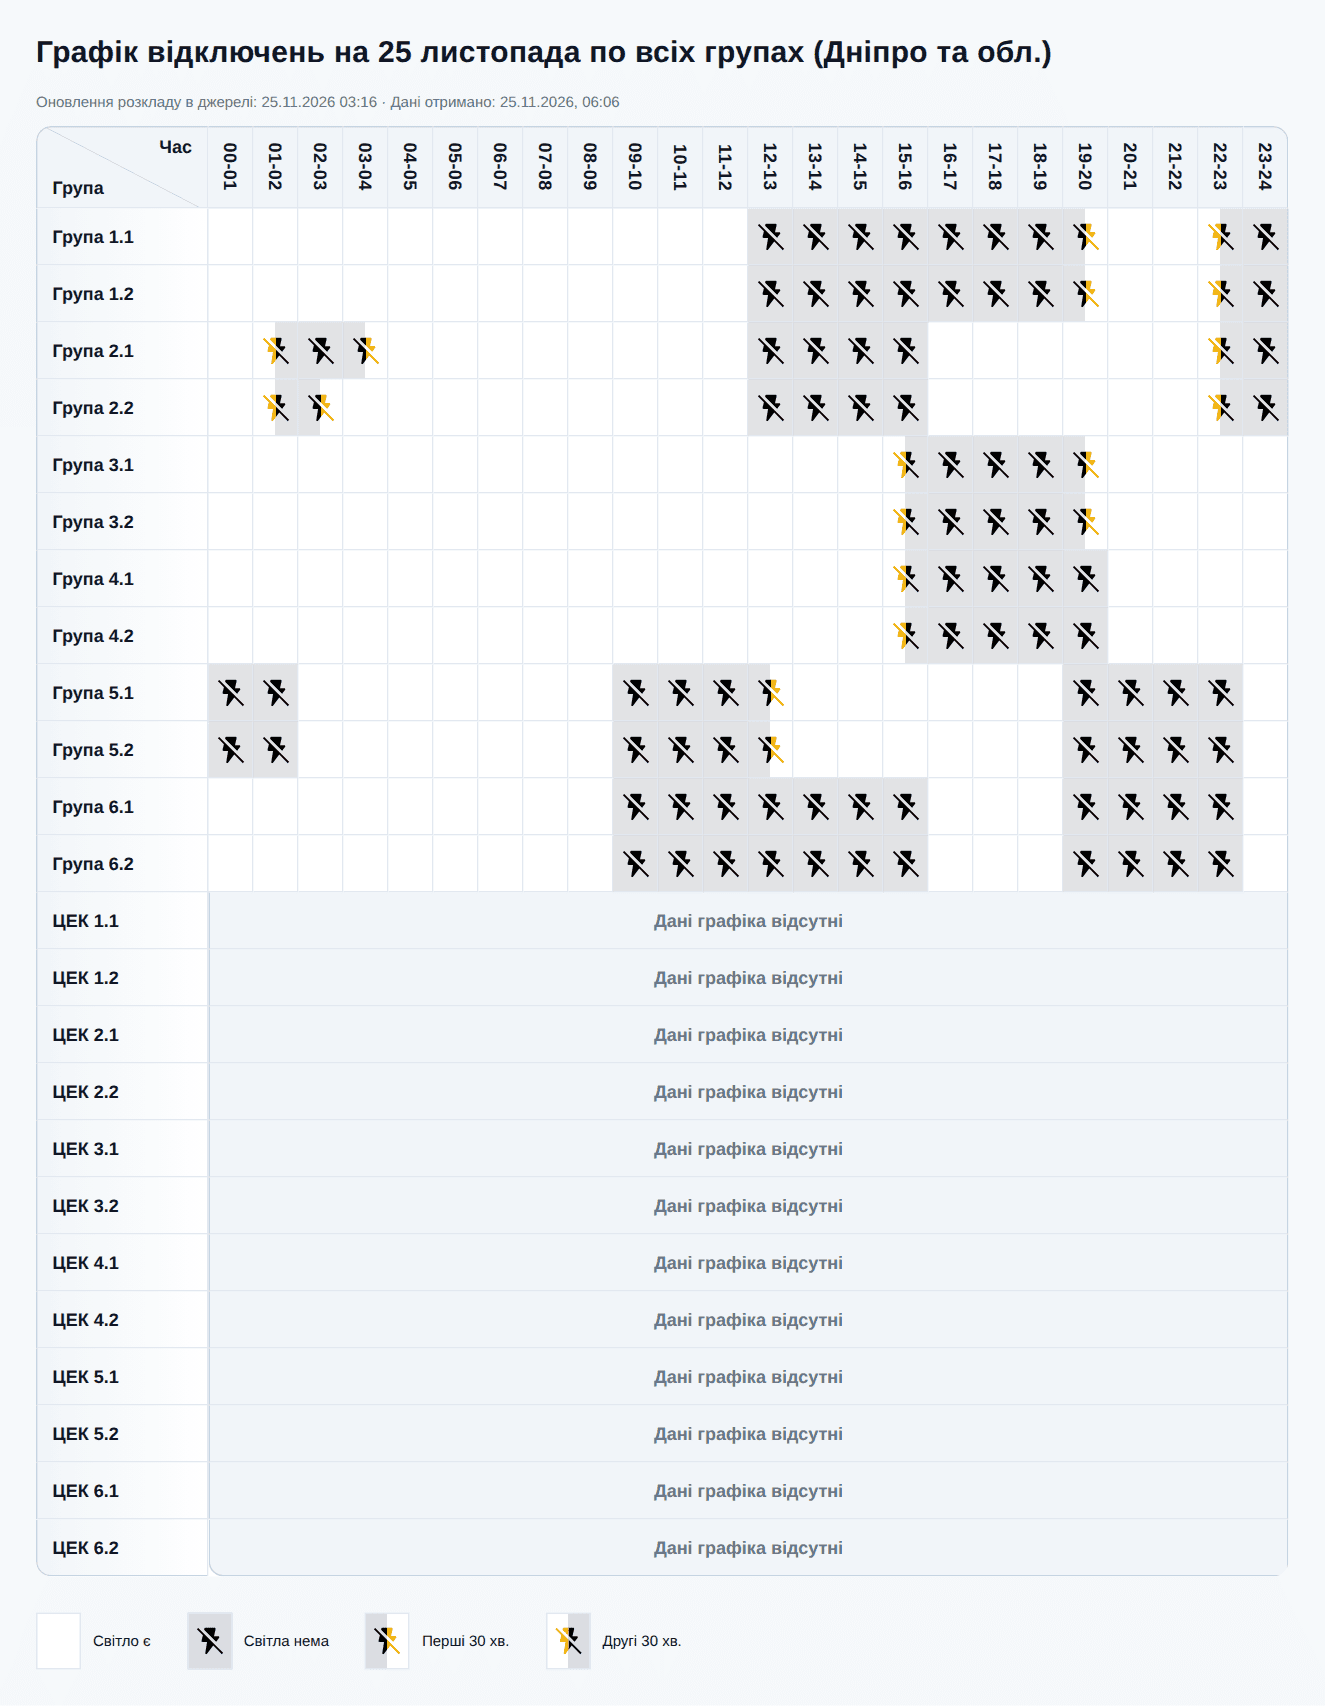 Графік відключень на 25 листопада по всіх групах (Дніпро та обл.)
Оновлення розкладу в джерелі: 25.11.2026 03:16 · Дані отримано: 25.11.2026, 06:06
Час
Група
00-01
01-02
02-03
03-04
04-05
05-06
06-07
07-08
08-09
09-10
10-11
11-12
12-13
13-14
14-15
15-16
16-17
17-18
18-19
19-20
20-21
21-22
22-23
23-24
Група 1.1
Група 1.2
Група 2.1
Група 2.2
Група 3.1
Група 3.2
Група 4.1
Група 4.2
Група 5.1
Група 5.2
Група 6.1
Група 6.2
ЦЕК 1.1 Дані графіка відсутні
ЦЕК 1.2 Дані графіка відсутні
ЦЕК 2.1 Дані графіка відсутні
ЦЕК 2.2 Дані графіка відсутні
ЦЕК 3.1 Дані графіка відсутні
ЦЕК 3.2 Дані графіка відсутні
ЦЕК 4.1 Дані графіка відсутні
ЦЕК 4.2 Дані графіка відсутні
ЦЕК 5.1 Дані графіка відсутні
ЦЕК 5.2 Дані графіка відсутні
ЦЕК 6.1 Дані графіка відсутні
ЦЕК 6.2 Дані графіка відсутні
Світло є
Світла нема
Перші 30 хв.
Другі 30 хв.